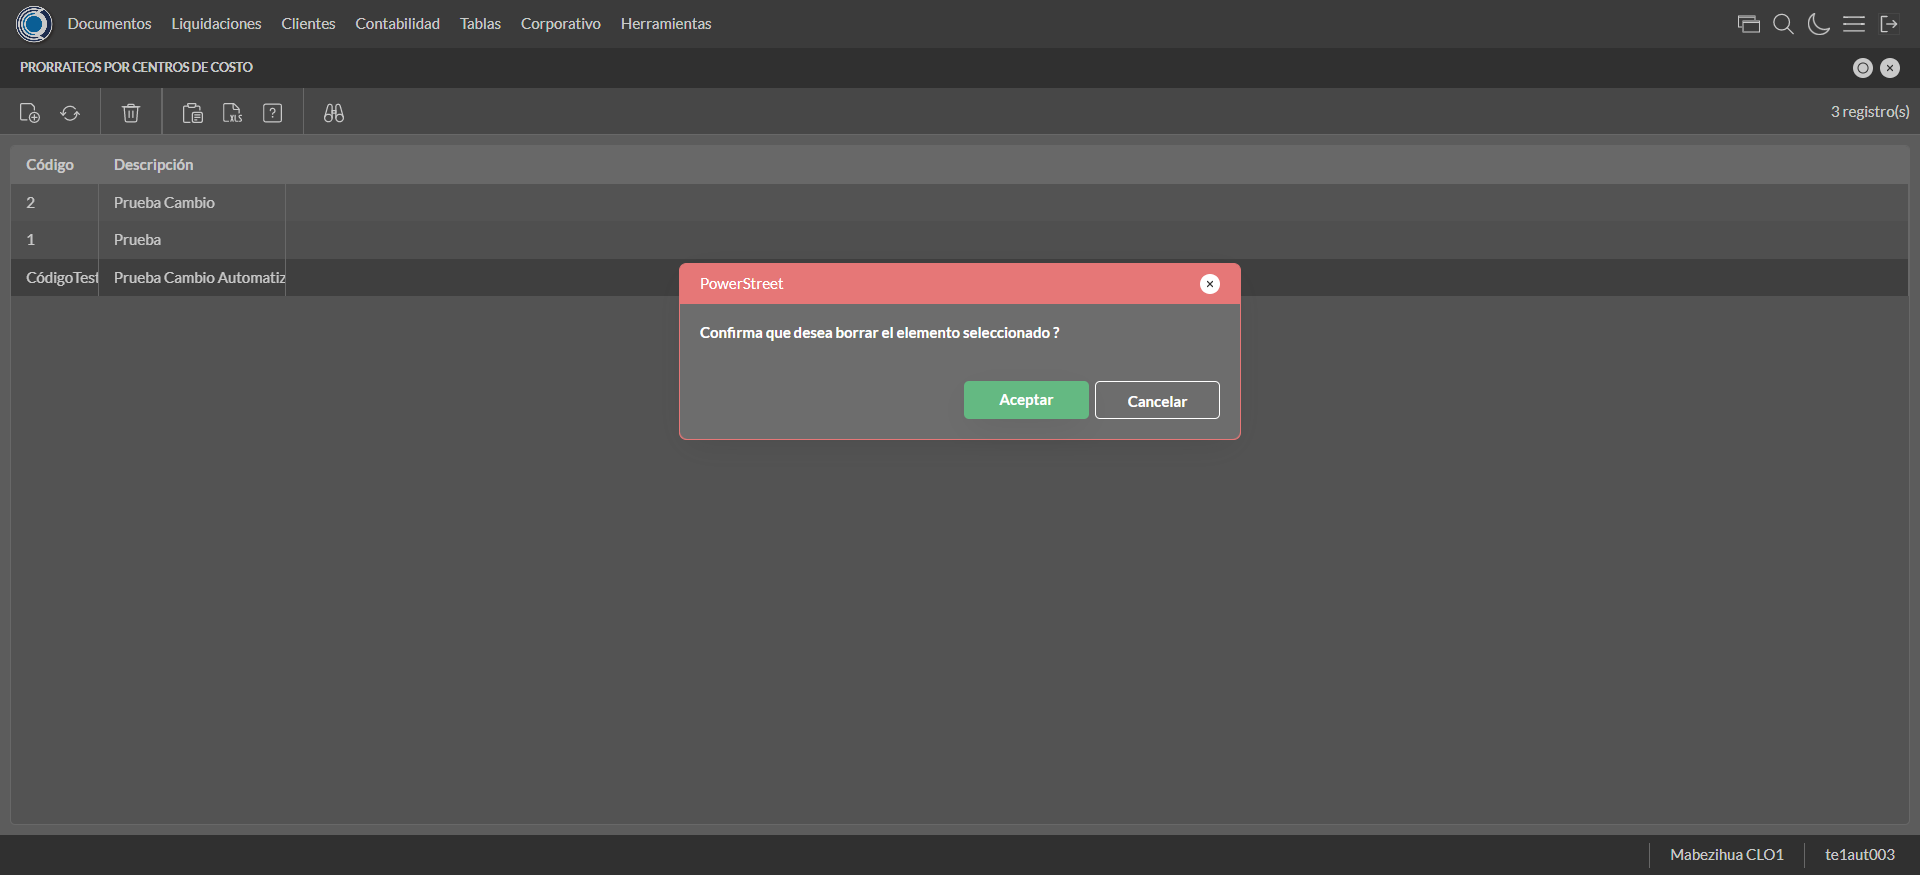 Documentos Liquidaciones Clientes Contabilidad Tablas Corporativo Herramientas
PRORRATEOS POR CENTROS DE COSTO
XLS ?
3 registro(s)
Código Descripción
2 Prueba Cambio
1 Prueba
CódigoTest Prueba Cambio Automatiz
PowerStreet
Confirma que desea borrar el elemento seleccionado ?
Aceptar Cancelar
Mabezihua CLO1 te1aut003